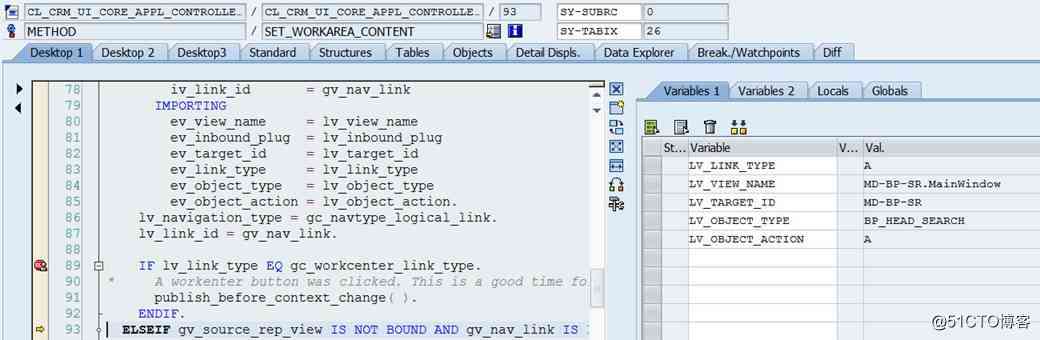 CL_CRM_UI_CORE_APPL_CONTROLLE… / CL_CRM_UI_CORE_APPL_CONTROLLE… / 93 SY-SUBRC 0
METHOD / SET_WORKAREA_CONTENT SY-TABIX 26
Desktop 1 Desktop 2 Desktop3 Standard Structures Tables Objects Detail Displs. Data Explorer Break./Watchpoints Diff
78 iv_link_id = gv_nav_link
79 IMPORTING
80 ev_view_name = lv_view_name
81 ev_inbound_plug = lv_inbound_plug
82 ev_target_id = lv_target_id
83 ev_link_type = lv_link_type
84 ev_object_type = lv_object_type
85 ev_object_action = lv_object_action.
86 lv_navigation_type = gc_navtype_logical_link.
87 lv_link_id = gv_nav_link.
88
89 IF lv_link_type EQ gc_workcenter_link_type.
90 * A workenter button was clicked. This is a good time fo
91 publish_before_context_change( ).
92 ENDIF.
93 ELSEIF gv_source_rep_view IS NOT BOUND AND gv_nav_link IS
Variables 1 Variables 2 Locals Globals
St… Variable V… Val.
LV_LINK_TYPE A
LV_VIEW_NAME MD-BP-SR.MainWindow
LV_TARGET_ID MD-BP-SR
LV_OBJECT_TYPE BP_HEAD_SEARCH
LV_OBJECT_ACTION A
@51CTO博客